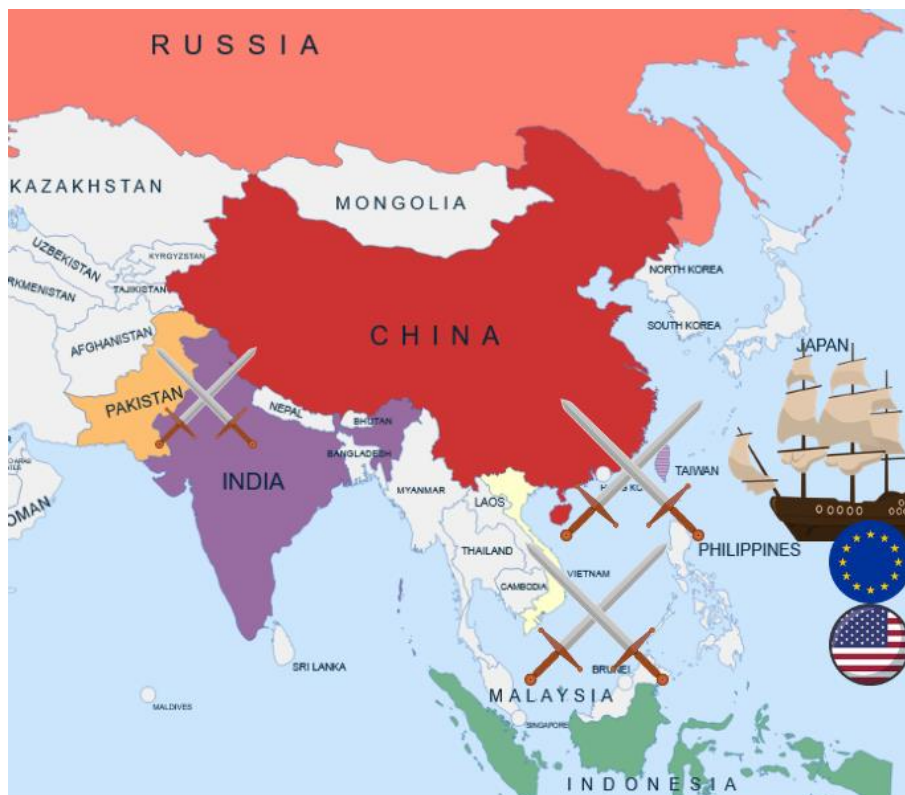 RUSSIA
KAZAKHSTAN
MONGOLIA
UZBEKISTAN
KYRGYZSTAN
RKMENISTAN
TAJIKISTAN
NORTH KOREA
SOUTH KOREA
AFGHANISTAN
CHINA
JAPAN
PAKISTAN
NEPAL
BHUTAN
BANGLADESH
INDIA
TAIWAN
OMAN
MYANMAR
LAOS
THAILAND
PHILIPPINES
VIETNAM
CAMBODIA
SRI LANKA
BRUNEI
MALAYSIA
MALDIVES
SINGAPORE
INDONESIA